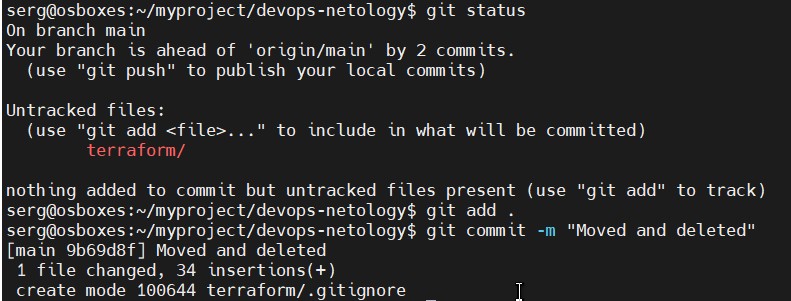 serg@osboxes:~/myproject/devops-netology$ git status
On branch main
Your branch is ahead of 'origin/main' by 2 commits.
  (use "git push" to publish your local commits)

Untracked files:
  (use "git add <file>..." to include in what will be committed)
        terraform/

nothing added to commit but untracked files present (use "git add" to track)
serg@osboxes:~/myproject/devops-netology$ git add .
serg@osboxes:~/myproject/devops-netology$ git commit -m "Moved and deleted"
[main 9b69d8f] Moved and deleted
 1 file changed, 34 insertions(+)
 create mode 100644 terraform/.gitignore